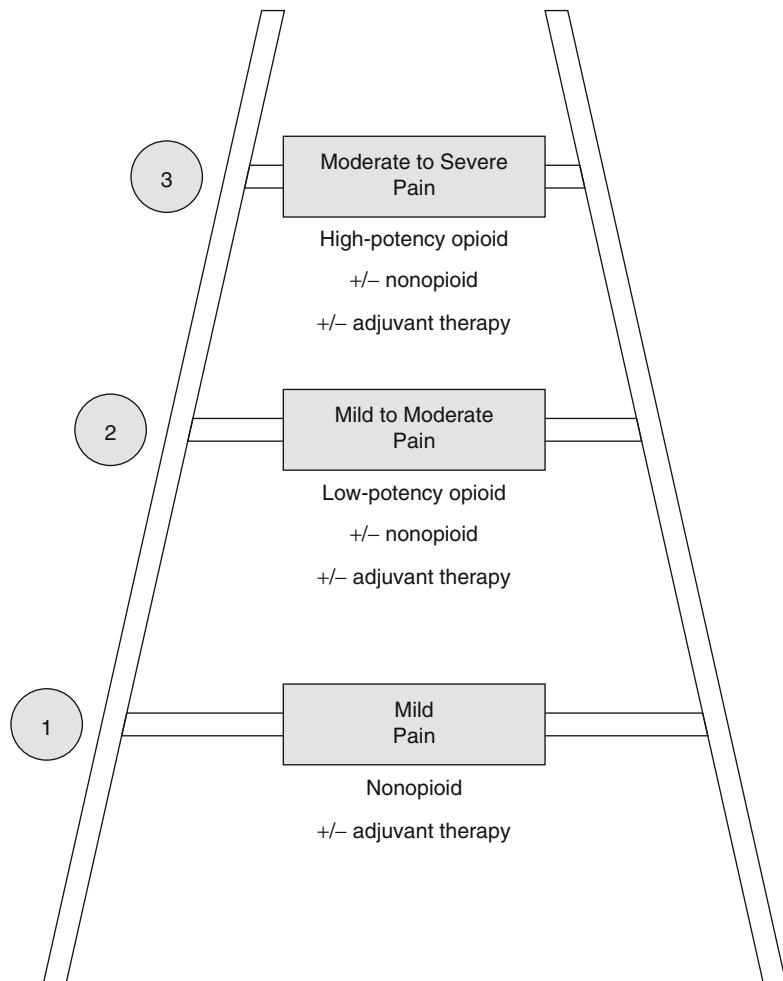 3
Moderate to Severe
Pain
High-potency opioid
+/– nonopioid
+/– adjuvant therapy
2
Mild to Moderate
Pain
Low-potency opioid
+/– nonopioid
+/– adjuvant therapy
1
Mild
Pain
Nonopioid
+/– adjuvant therapy